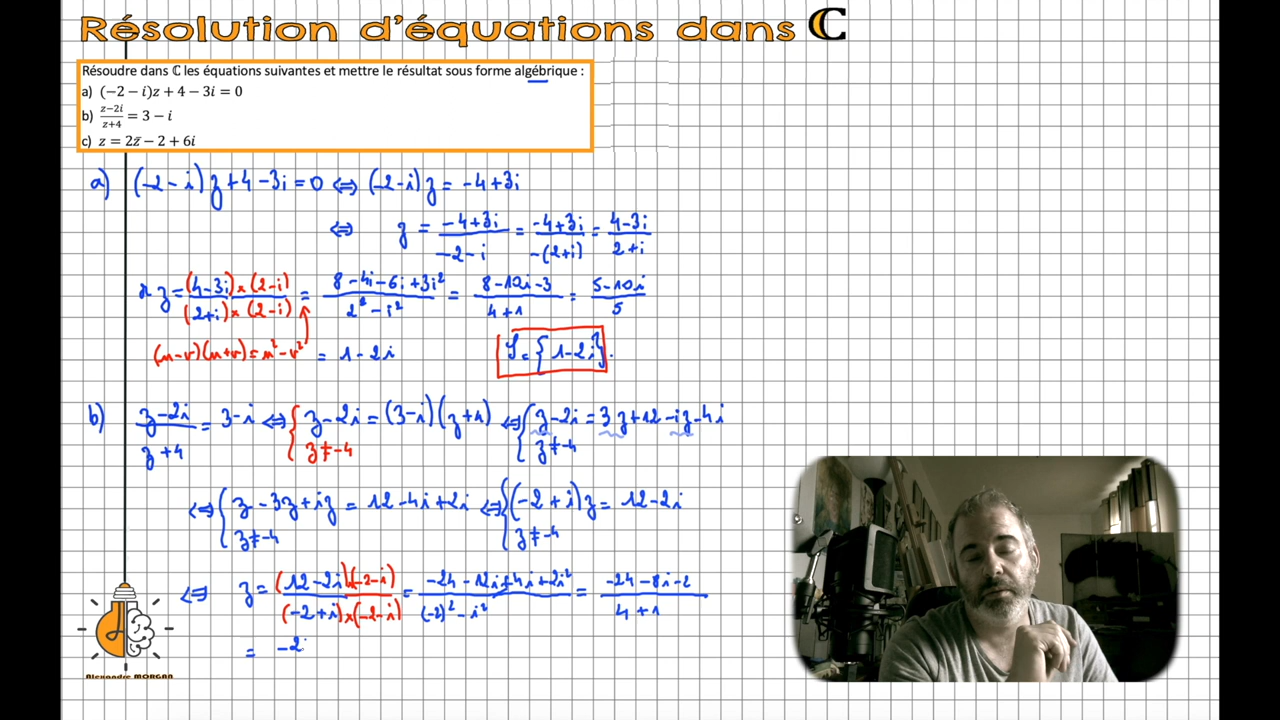 Résolution d'équations dans ℂ
Résoudre dans ℂ les équations suivantes et mettre le résultat sous forme algébrique :
a) (−2 − i)z + 4 − 3i = 0
b) (z−2i)/(z+4) = 3 − i
c) z = 2z̄ − 2 + 6i
a) (-2-i)z+4-3i=0 ⇔ (-2-i)z = -4+3i
⇔ z = (-4+3i)/(-2-i) = (-4+3i)/(-(2+i)) = (4-3i)/(2+i)
z = ((4-3i)×(2-i))/((2+i)×(2-i)) = (8-4i-6i+3i²)/(2²-i²) = (8-10i-3)/(4+1) = (5-10i)/5
(u-v)(u+v)=u²-v² = 1-2i S={1-2i}.
b) (z-2i)/(z+4) = 3-i ⇔ { z-2i = (3-i)(z+4) ⇔ { z-2i = 3z+12-iz-4i
z≠-4 z≠-4
⇔ { z-3z+iz = 12-4i+2i ⇔ { (-2+i)z = 12-2i
z≠-4 z≠-4
⇔ z = ((12-2i)×(-2-i))/((-2+i)×(-2-i)) = (-24-12i+4i+2i²)/((-2)²-i²) = (-24-8i-2)/(4+1)
= -2
Alexandre MORGAN